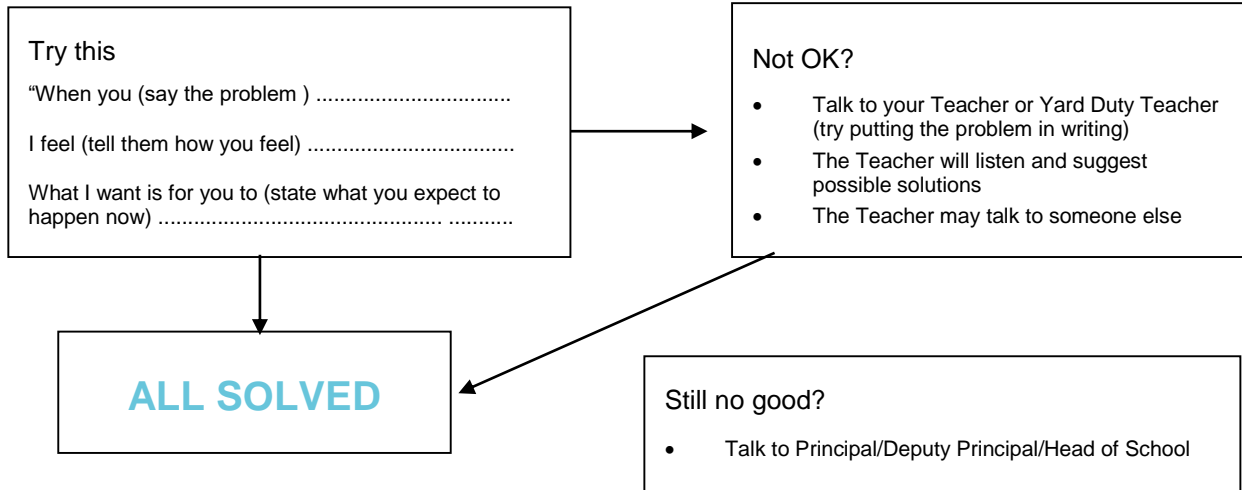 Try this
“When you (say the problem ) ..................................
I feel (tell them how you feel) ....................................
What I want is for you to (state what you expect to
happen now) ................................................. ...........
Not OK?
• Talk to your Teacher or Yard Duty Teacher
(try putting the problem in writing)
• The Teacher will listen and suggest
possible solutions
• The Teacher may talk to someone else
ALL SOLVED
Still no good?
• Talk to Principal/Deputy Principal/Head of School